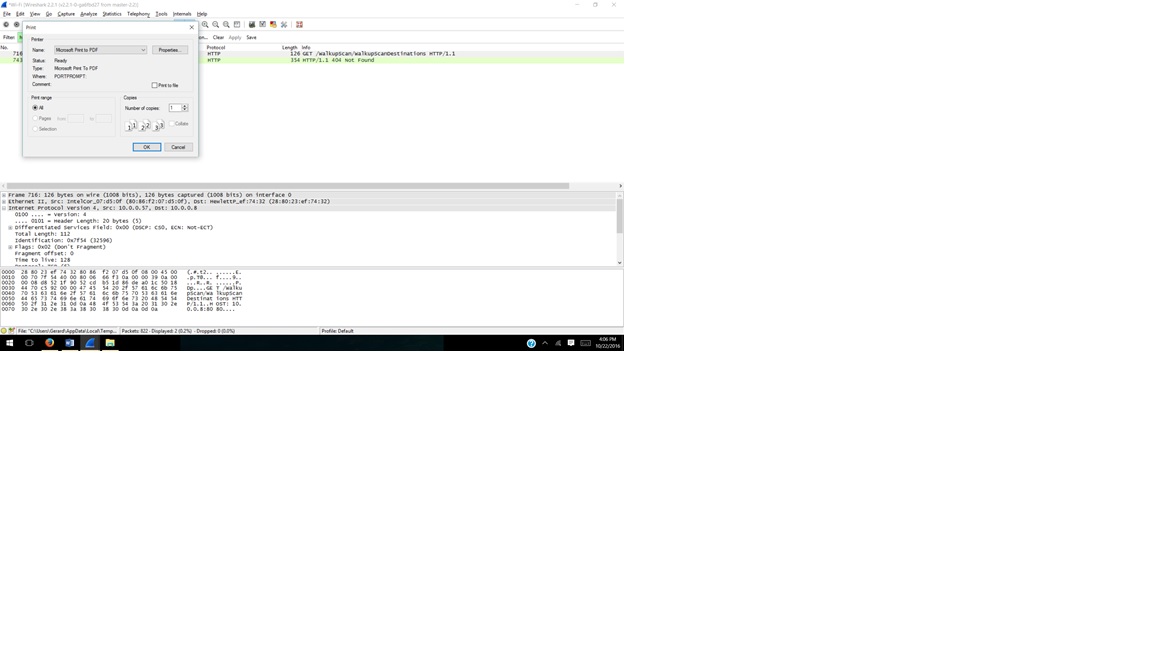 File Edit View Go Capture Analyze Statistics Telephony Tools Internals Help
Filter: Clear Apply Save
No. Protocol Length Info
716 HTTP 126 GET /WalkupScan/WalkupScanDestinations HTTP/1.1
743 HTTP 354 HTTP/1.1 404 Not Found
Print
Printer
Name: Microsoft Print to PDF Properties...
Status: Ready
Type: Microsoft Print To PDF
Where: PORTPROMPT:
Comment: Print to file
Print range Copies
All Number of copies: 1
Pages from: to:
1 1 2 2 3 3 Collate
Selection
OK Cancel
Frame 716: 126 bytes on wire (1008 bits), 126 bytes captured (1008 bits) on interface 0
Ethernet II, Src: IntelCor_07:d5:0f (80:86:f2:07:d5:0f), Dst: HewlettP_ef:74:32 (28:80:23:ef:74:32)
Internet Protocol Version 4, Src: 10.0.0.57, Dst: 10.0.0.8
0100 .... = Version: 4
.... 0101 = Header Length: 20 bytes (5)
Differentiated Services Field: 0x00 (DSCP: CS0, ECN: Not-ECT)
Total Length: 112
Identification: 0x7f54 (32596)
Flags: 0x02 (Don't Fragment)
Fragment offset: 0
Time to live: 128
0000 28 80 23 ef 74 32 80 86 f2 07 d5 0f 08 00 45 00 (.#.t2.. ......E.
0010 00 70 7f 54 40 00 80 06 66 f3 0a 00 00 39 0a 00 .p.T@... f....9..
0020 00 08 d8 52 1f 90 52 cd b5 1d 86 de a0 1c 50 18 ...R..R. ......P.
0030 44 70 c5 92 00 00 47 45 54 20 2f 57 61 6c 6b 75 Dp....GE T /Walku
0040 70 53 63 61 6e 2f 57 61 6c 6b 75 70 53 63 61 6e pScan/Wa lkupScan
0050 44 65 73 74 69 6e 61 74 69 6f 6e 73 20 48 54 54 Destinat ions HTT
0060 50 2f 31 2e 31 0d 0a 48 4f 53 54 3a 20 31 30 2e P/1.1..H OST: 10.
0070 30 2e 30 2e 38 3a 38 30 38 30 0d 0a 0d 0a 0.0.8:80 80....
File: "C:\Users\Gerard\AppData\Local\Temp... Packets: 822 · Displayed: 2 (0.2%) · Dropped: 0 (0.0%) Profile: Default
4:06 PM
10/22/2016